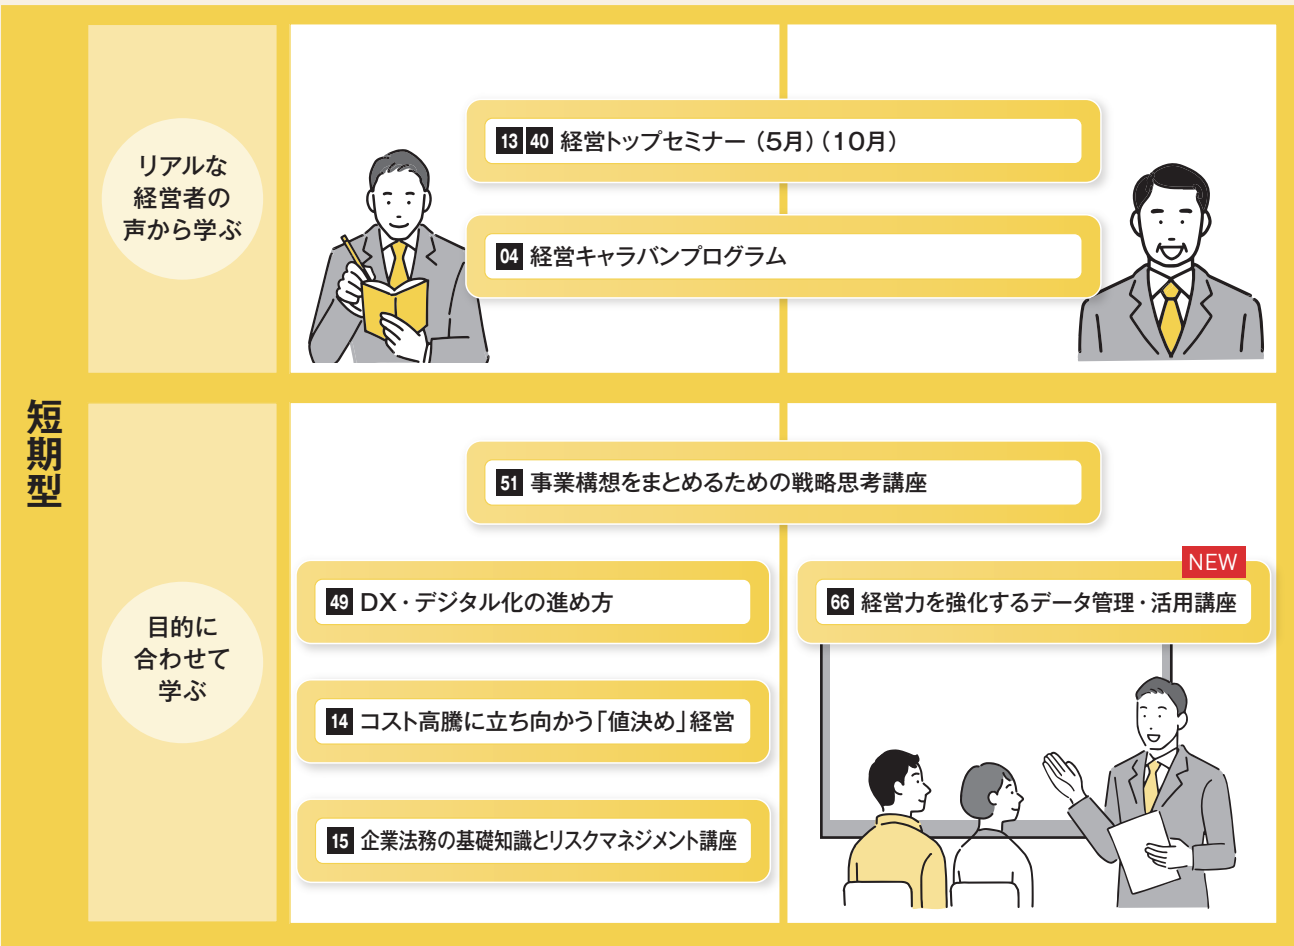 短期型
リアルな
経営者の
声から学ぶ
13 40 経営トップセミナー（5月）（10月）
04 経営キャラバンプログラム
目的に
合わせて
学ぶ
51 事業構想をまとめるための戦略思考講座
49 DX・デジタル化の進め方
NEW
66 経営力を強化するデータ管理・活用講座
14 コスト高騰に立ち向かう「値決め」経営
15 企業法務の基礎知識とリスクマネジメント講座